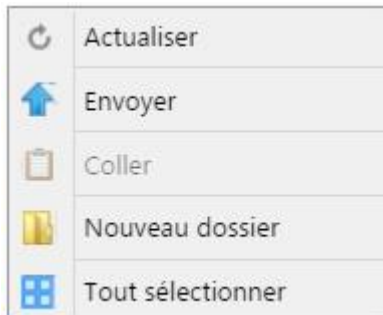 Actualiser
Envoyer
Coller
Nouveau dossier
Tout sélectionner